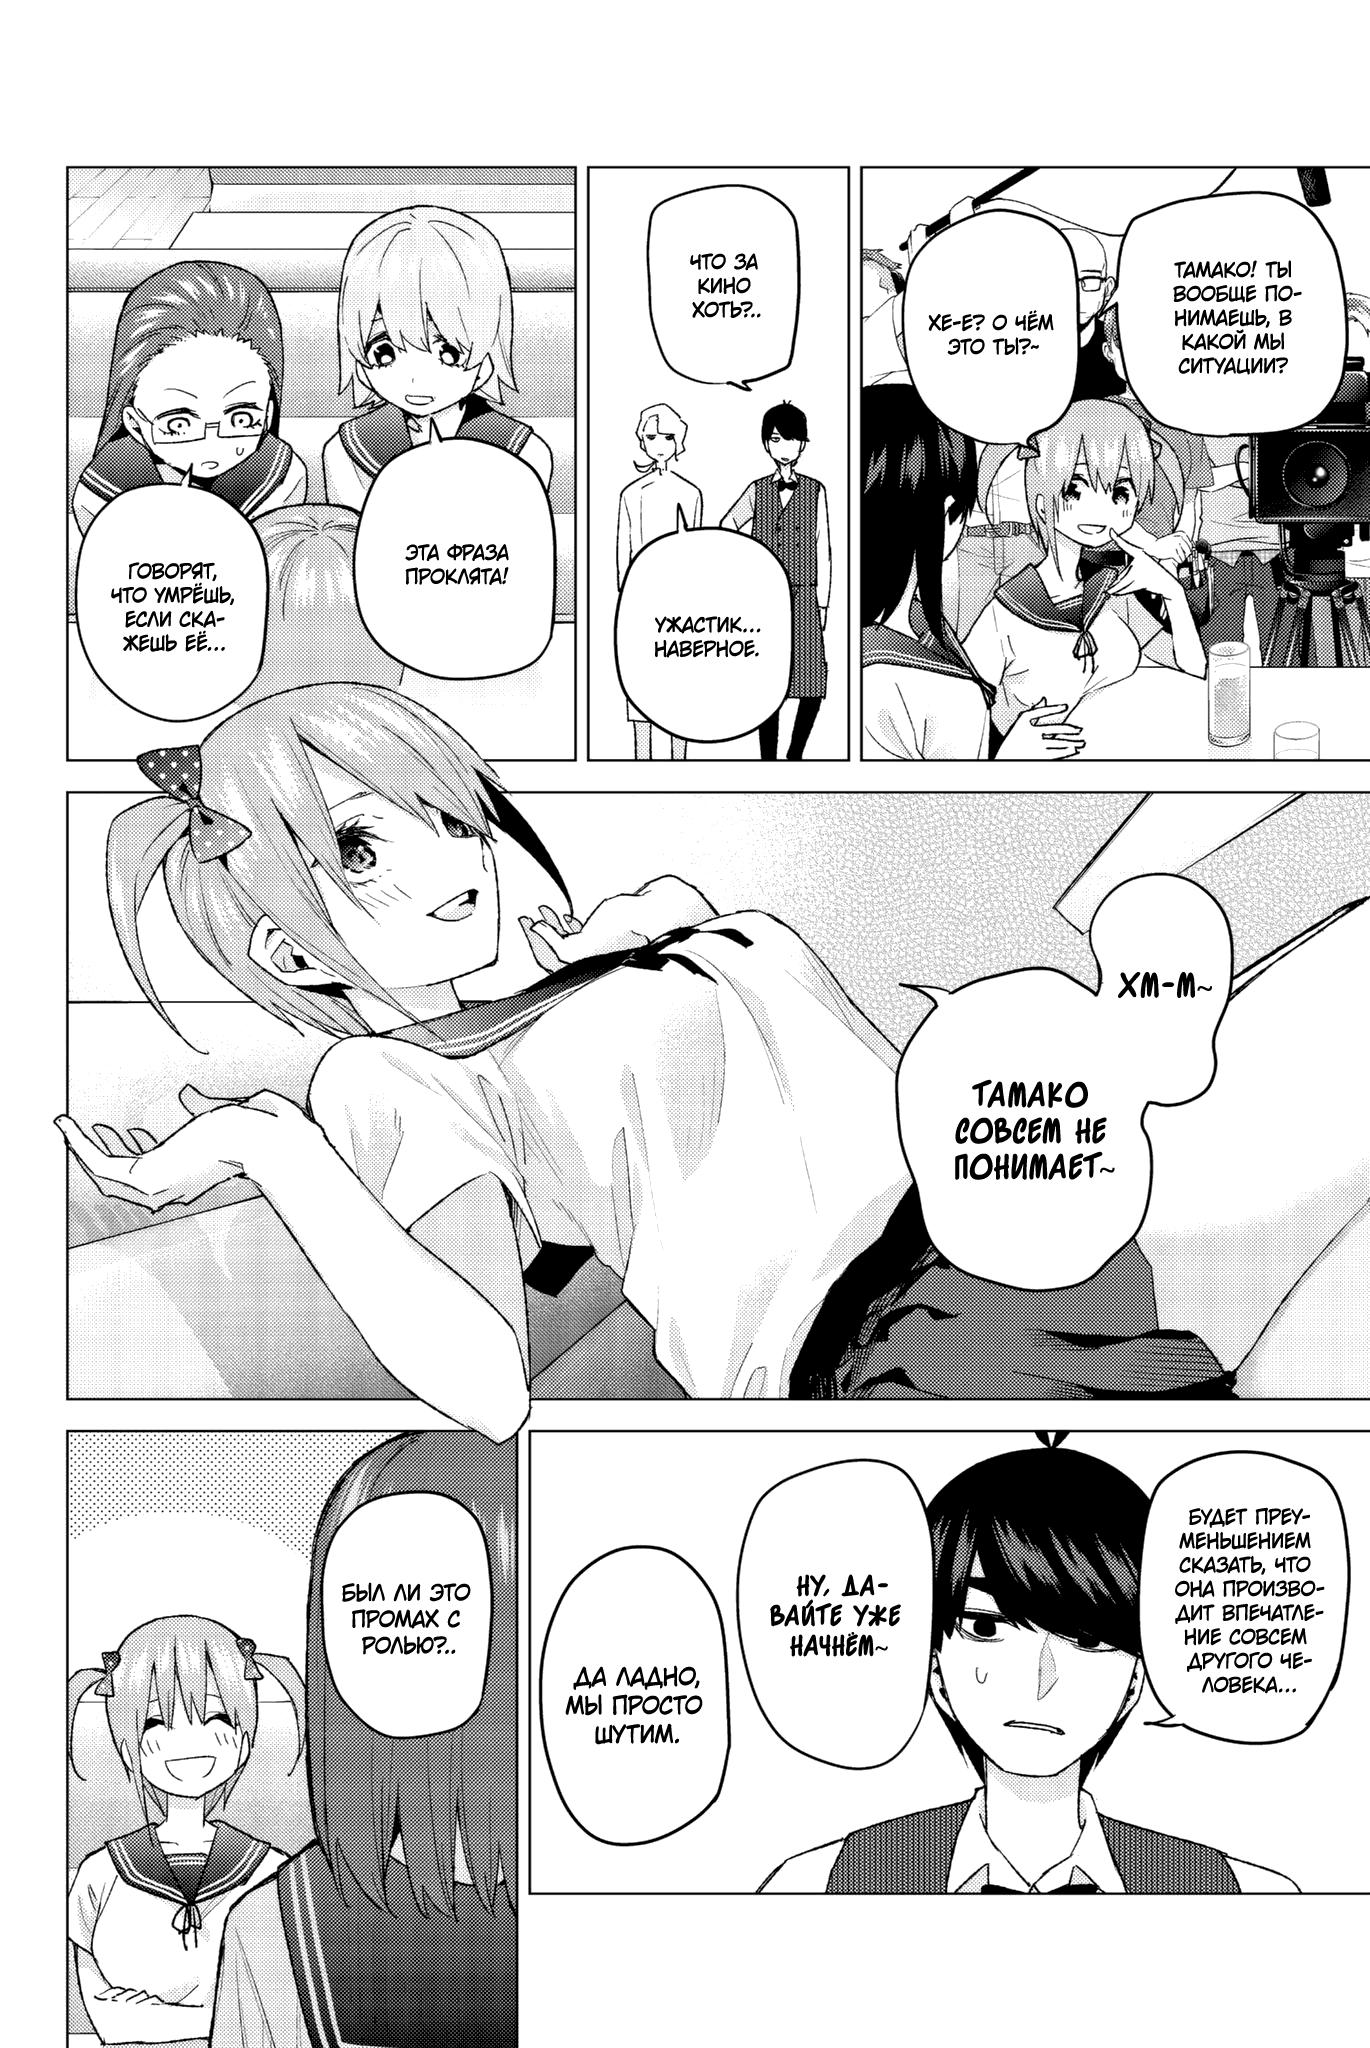 ТАМАКО! ТЫ
ВООБЩЕ ПО-
НИМАЕШЬ, В
КАКОЙ МЫ
СИТУАЦИИ?
ХЕ-Е? О ЧЁМ
ЭТО ТЫ?~
ЧТО ЗА
КИНО
ХОТЬ?..
УЖАСТИК...
НАВЕРНОЕ.
ЭТА ФРАЗА
ПРОКЛЯТА!
ГОВОРЯТ,
ЧТО УМРЁШЬ,
ЕСЛИ СКА-
ЖЕШЬ ЕЁ...
ХМ-М~
ТАМАКО
СОВСЕМ НЕ
ПОНИМАЕТ~
БУДЕТ ПРЕУ-
МЕНЬШЕНИЕМ
СКАЗАТЬ, ЧТО
ОНА ПРОИЗВО-
ДИТ ВПЕЧАТЛЕ-
НИЕ СОВСЕМ
ДРУГОГО ЧЕ-
ЛОВЕКА...
НУ, ДА-
ВАЙТЕ УЖЕ
НАЧНЁМ~
ДА ЛАДНО,
МЫ ПРОСТО
ШУТИМ.
БЫЛ ЛИ ЭТО
ПРОМАХ С
РОЛЬЮ?..